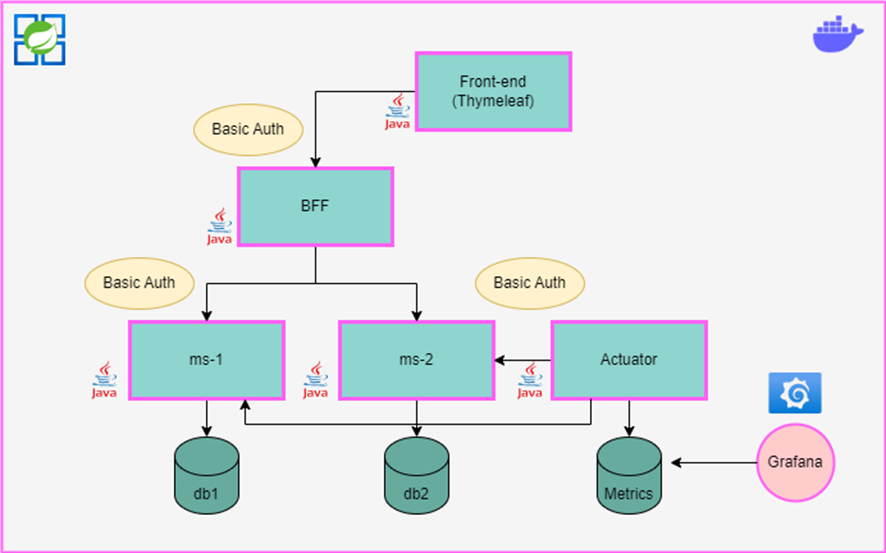 Front-end
(Thymeleaf)
Java
Basic Auth
BFF
Java
Basic Auth
Basic Auth
ms-1
ms-2
Actuator
Java
Java
Java
Grafana
db1
db2
Metrics